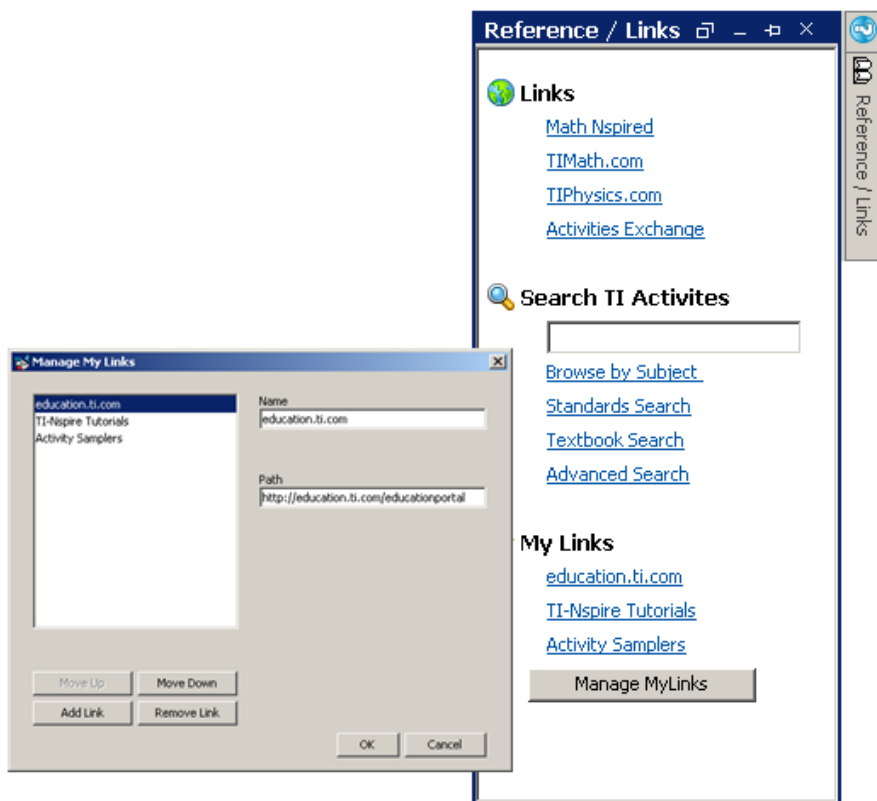 Reference / Links
Reference / Links
Links
Math Nspired
TIMath.com
TIPhysics.com
Activities Exchange
Search TI Activites
Browse by Subject
Standards Search
Textbook Search
Advanced Search
My Links
education.ti.com
TI-Nspire Tutorials
Activity Samplers
Manage MyLinks
Manage My Links
education.ti.com
TI-Nspire Tutorials
Activity Samplers
Name
education.ti.com
Path
http://education.ti.com/educationportal
Move Up
Move Down
Add Link
Remove Link
OK
Cancel